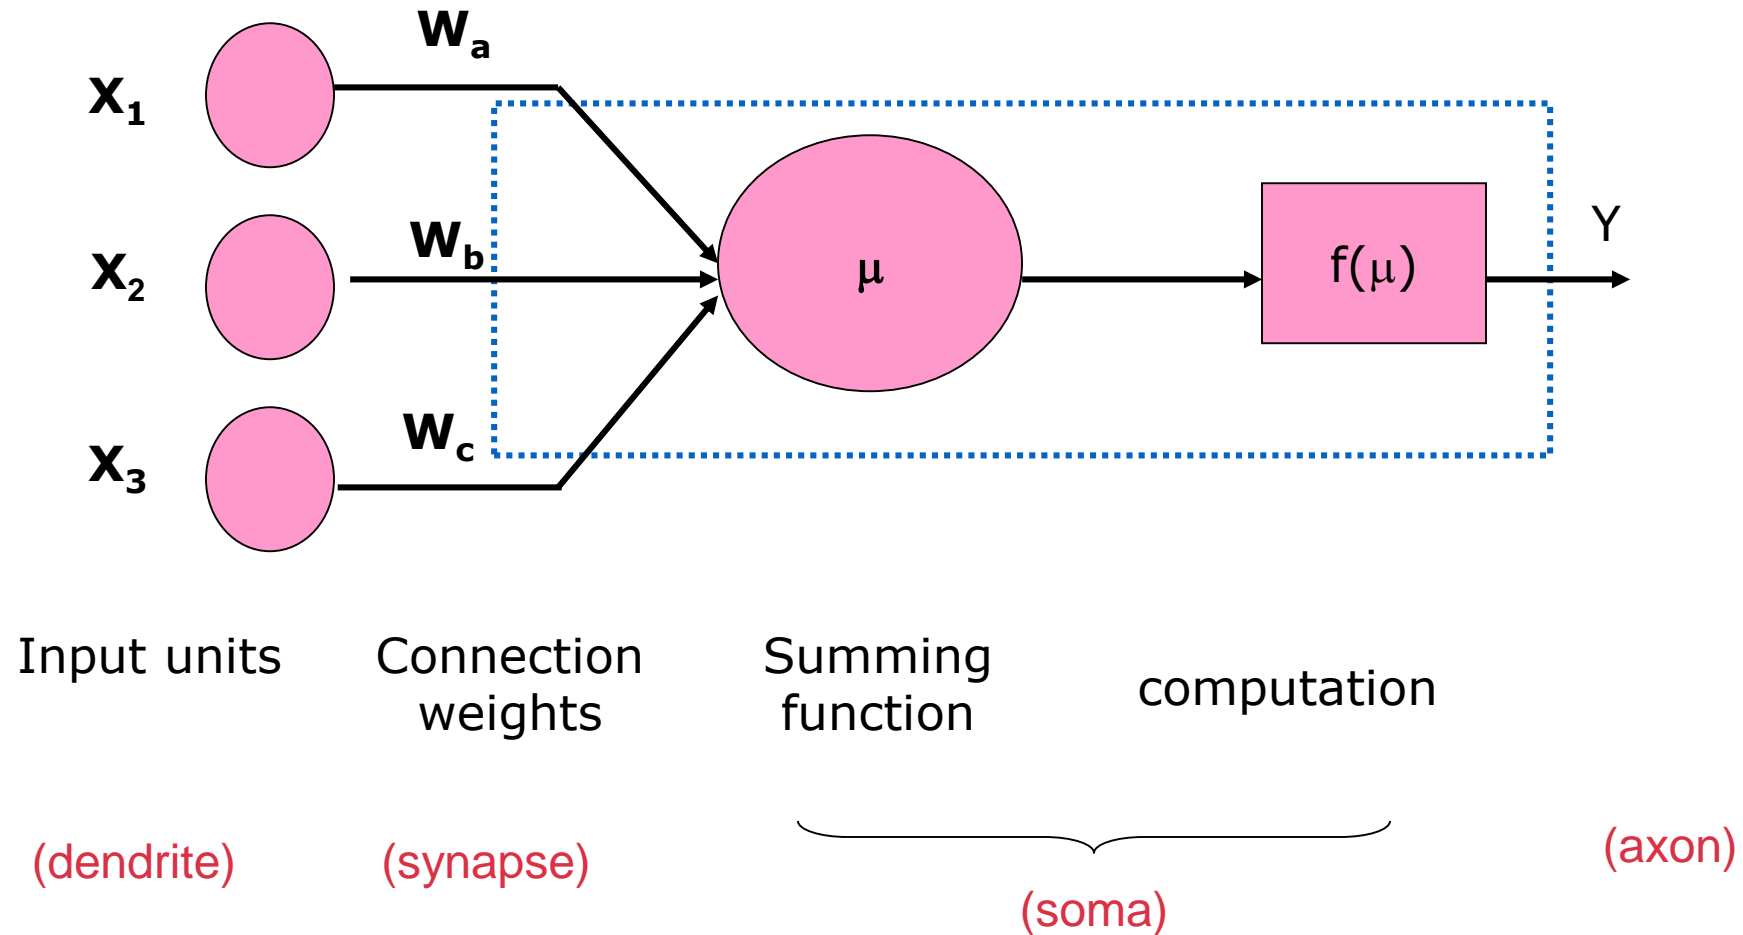 Wa
X1
Wb
X2
μ
f(μ)
Y
Wc
X3
Input units
Connection
weights
Summing
function
computation
(dendrite)
(synapse)
(soma)
(axon)